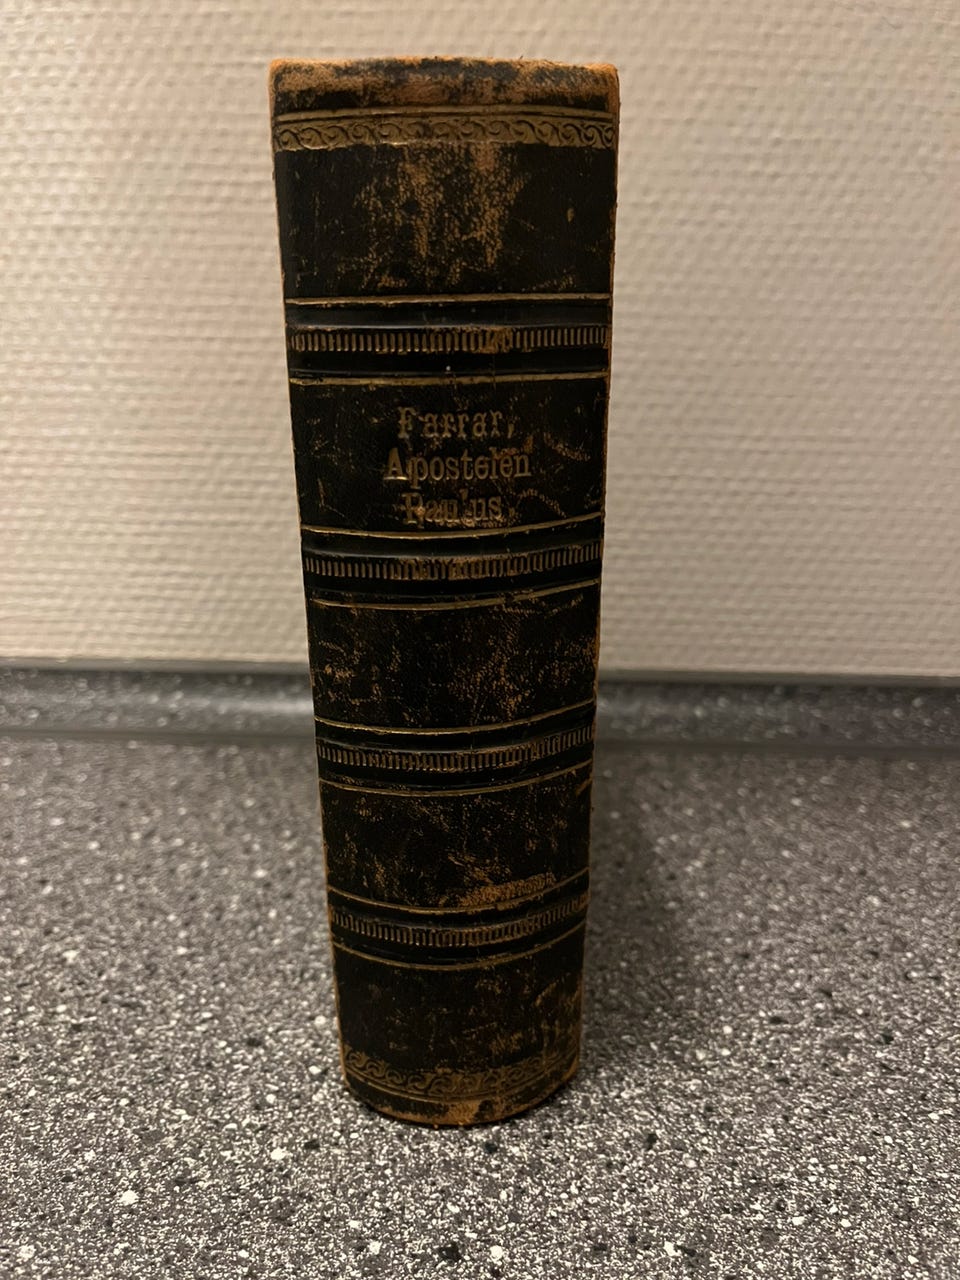 Farrar,
Apostelen
Paulus.